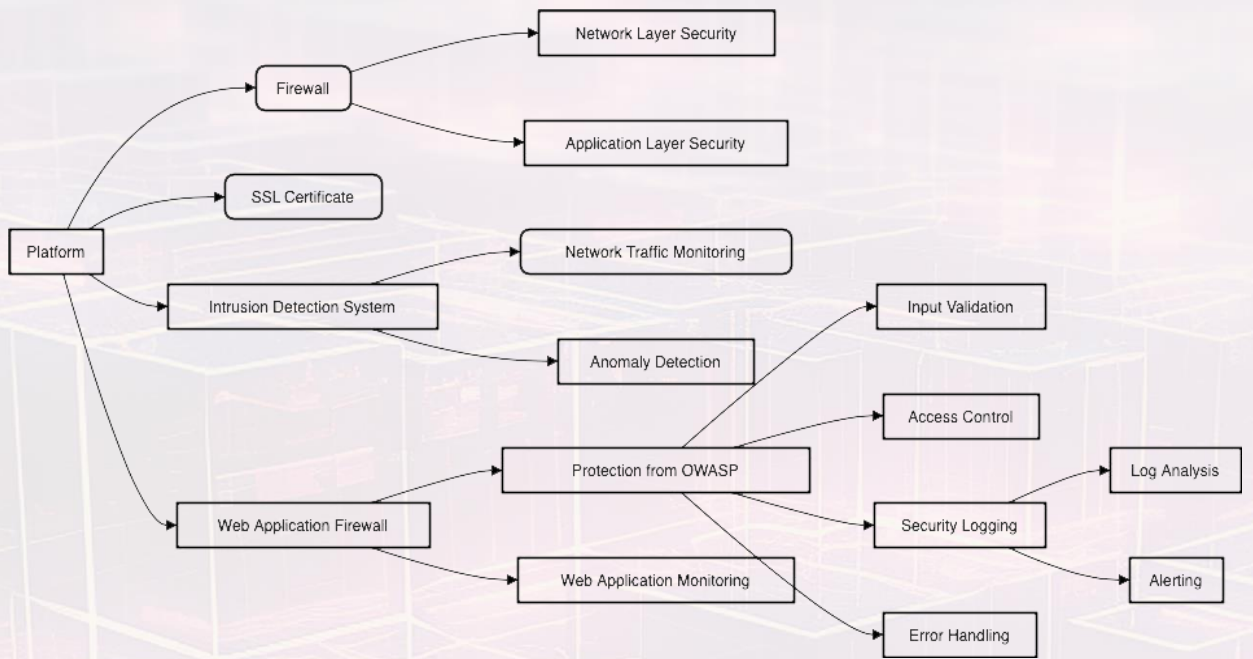 Network Layer Security
Firewall
Application Layer Security
SSL Certificate
Platform
Network Traffic Monitoring
Intrusion Detection System
Input Validation
Anomaly Detection
Access Control
Protection from OWASP
Log Analysis
Web Application Firewall
Security Logging
Web Application Monitoring
Alerting
Error Handling